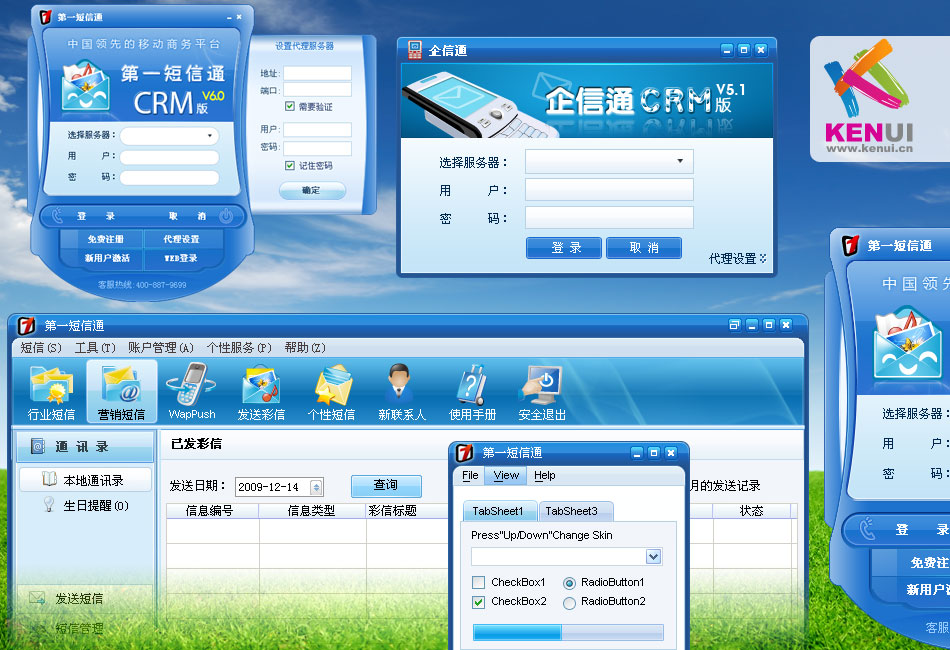 第一短信通
中国领先的移动商务平台
第一短信通
CRM V6.0 版
选择服务器：
用 户：
密 码：
登 录 取 消
免费注册 代理设置
新用户激活 WEB登录
客服热线:400-887-9699
设置代理服务器
地址:
端口:
需要验证
用户:
密码:
记住密码
确定
企信通
企信通CRM V5.1 版
选择服务器：
用 户：
密 码：
登 录 取 消
代理设置
KENUI
www.kenui.cn
第一短信通
短信(S) 工具(T) 账户管理(A) 个性服务(P) 帮助(Z)
行业短信 营销短信 WapPush 发送彩信 个性短信 新联系人 使用手册 安全退出
通 讯 录
本地通讯录
生日提醒(0)
发送短信
短信管理
已发彩信
发送日期： 2009-12-14 查询 月的发送记录
信息编号 信息类型 彩信标题 状态
第一短信通
File View Help
TabSheet1 TabSheet3
Press"Up/Down"Change Skin
CheckBox1 RadioButton1
CheckBox2 RadioButton2
第一短信通
中国领先
选择服务器：
用 户
密 码
登 录
免费注
新用户激
客服